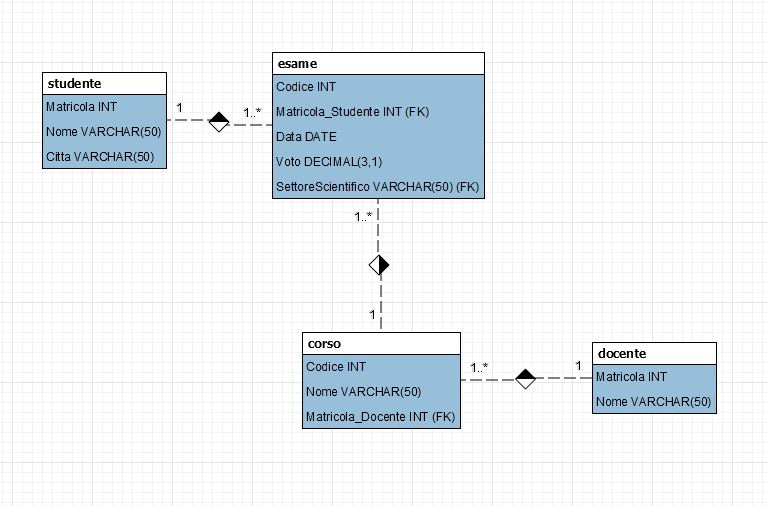 studente
Matricola INT
Nome VARCHAR(50)
Citta VARCHAR(50)
1
1..*
esame
Codice INT
Matricola_Studente INT (FK)
Data DATE
Voto DECIMAL(3,1)
SettoreScientifico VARCHAR(50) (FK)
1..*
1
corso
Codice INT
Nome VARCHAR(50)
Matricola_Docente INT (FK)
1..*
1
docente
Matricola INT
Nome VARCHAR(50)